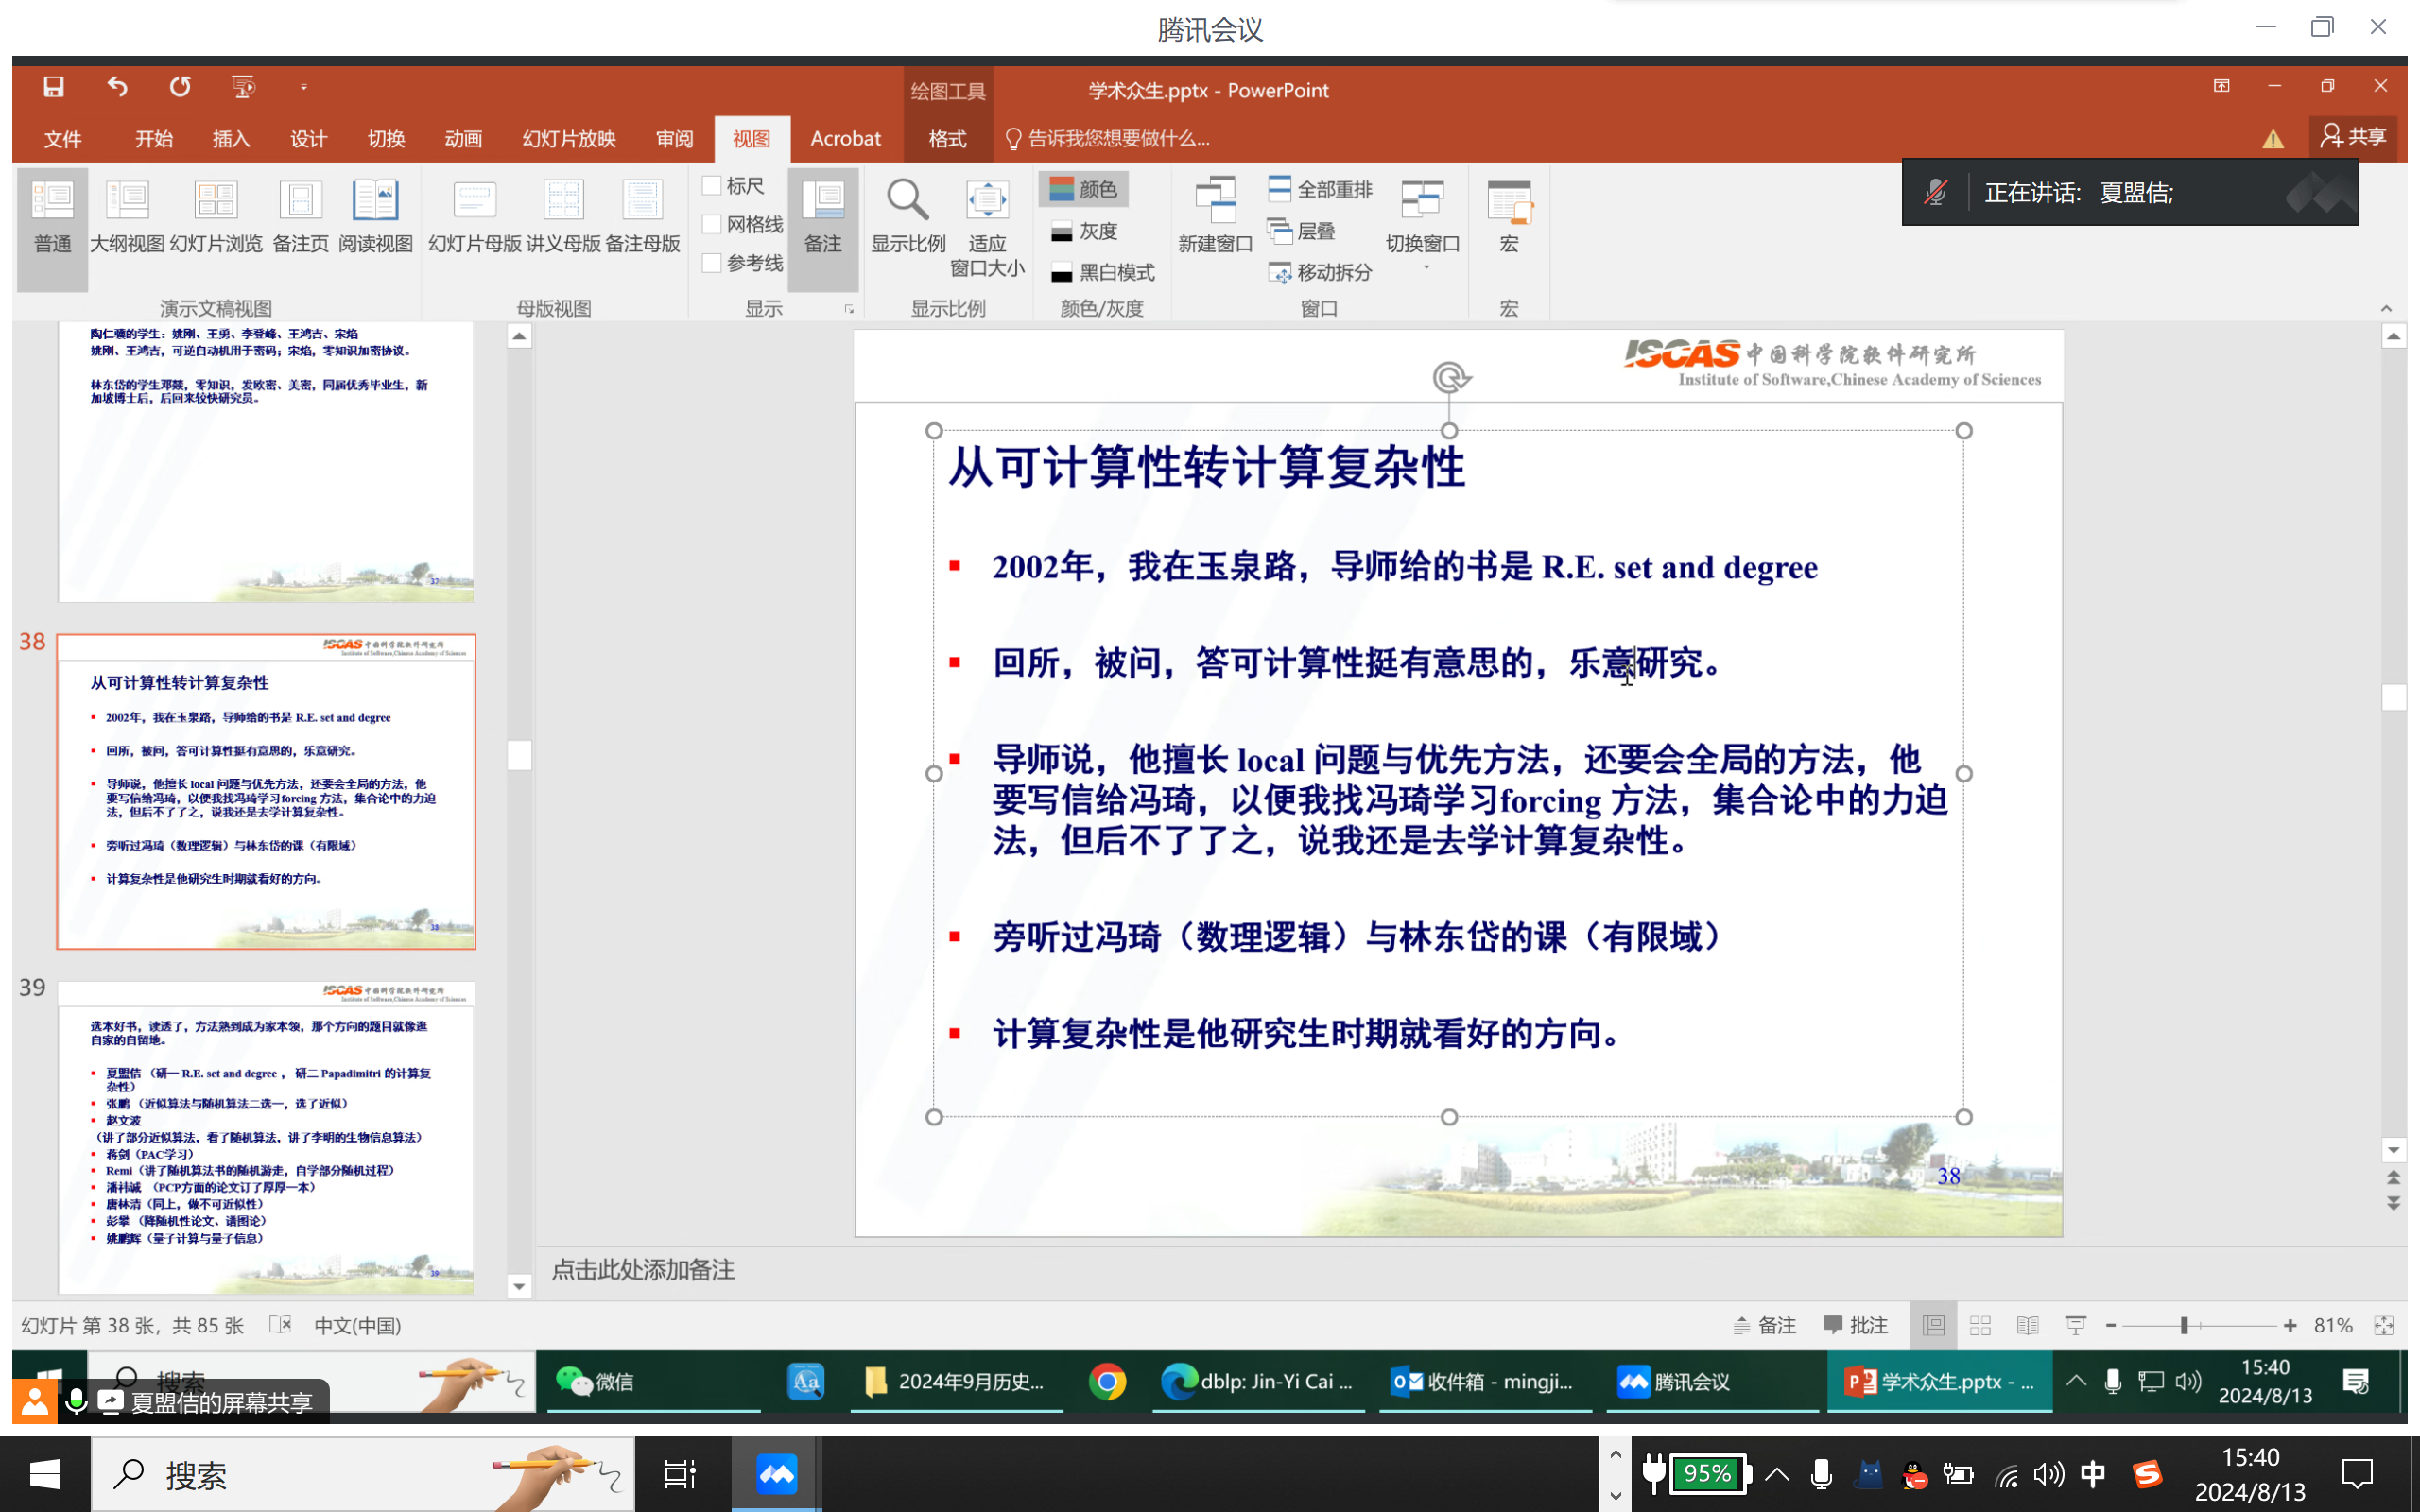 腾讯会议
绘图工具
学术众生.pptx - PowerPoint
文件 开始 插入 设计 切换 动画 幻灯片放映 审阅 视图 Acrobat 格式 告诉我您想要做什么... 共享
正在讲话: 夏盟佶;
普通 大纲视图 幻灯片浏览 备注页 阅读视图 幻灯片母版 讲义母版 备注母版
标尺
网格线
参考线
备注
显示比例 适应
窗口大小
颜色
灰度
黑白模式
新建窗口
全部重排
层叠
移动拆分
切换窗口
宏
演示文稿视图 母版视图 显示 显示比例 颜色/灰度 窗口 宏
陶仁骥的学生：姚刚、王勇、李登峰、王鸿吉、宋焰
姚刚、王鸿吉，可逆自动机用于密码；宋焰，零知识加密协议。
林东岱的学生邓燚，零知识，发欧密、美密，同届优秀毕业生，新
加坡博士后，后回来较快研究员。
37
38
ISCAS 中国科学院软件研究所
Institute of Software,Chinese Academy of Sciences
从可计算性转计算复杂性
2002年，我在玉泉路，导师给的书是 R.E. set and degree
回所，被问，答可计算性挺有意思的，乐意研究。
导师说，他擅长 local 问题与优先方法，还要会全局的方法，他
要写信给冯琦，以便我找冯琦学习forcing 方法，集合论中的力迫
法，但后不了了之，说我还是去学计算复杂性。
旁听过冯琦（数理逻辑）与林东岱的课（有限域）
计算复杂性是他研究生时期就看好的方向。
38
39
ISCAS 中国科学院软件研究所
Institute of Software,Chinese Academy of Sciences
选本好书，读透了，方法熟到成为家本领，那个方向的题目就像逛
自家的自留地。
夏盟佶 （研一 R.E. set and degree ， 研二 Papadimitri 的计算复
杂性）
张鹏 （近似算法与随机算法二选一，选了近似）
赵文波
（讲了部分近似算法，看了随机算法，讲了李明的生物信息算法）
蒋剑（PAC学习）
Remi（讲了随机算法书的随机游走，自学部分随机过程）
潘祎诚 （PCP方面的论文订了厚厚一本）
唐林清（同上，做不可近似性）
彭攀 （降随机性论文、谱图论）
姚鹏晖（量子计算与量子信息）
39
ISCAS 中国科学院软件研究所
Institute of Software,Chinese Academy of Sciences
从可计算性转计算复杂性
2002年，我在玉泉路，导师给的书是 R.E. set and degree
回所，被问，答可计算性挺有意思的，乐意研究。
导师说，他擅长 local 问题与优先方法，还要会全局的方法，他
要写信给冯琦，以便我找冯琦学习forcing 方法，集合论中的力迫
法，但后不了了之，说我还是去学计算复杂性。
旁听过冯琦（数理逻辑）与林东岱的课（有限域）
计算复杂性是他研究生时期就看好的方向。
38
点击此处添加备注
幻灯片 第 38 张，共 85 张 中文(中国) 备注 批注 81%
搜索 微信 2024年9月历史... dblp: Jin-Yi Cai ... 收件箱 - mingji... 腾讯会议 学术众生.pptx - ... 15:40
2024/8/13
夏盟佶的屏幕共享
搜索 95% 中 15:40
2024/8/13